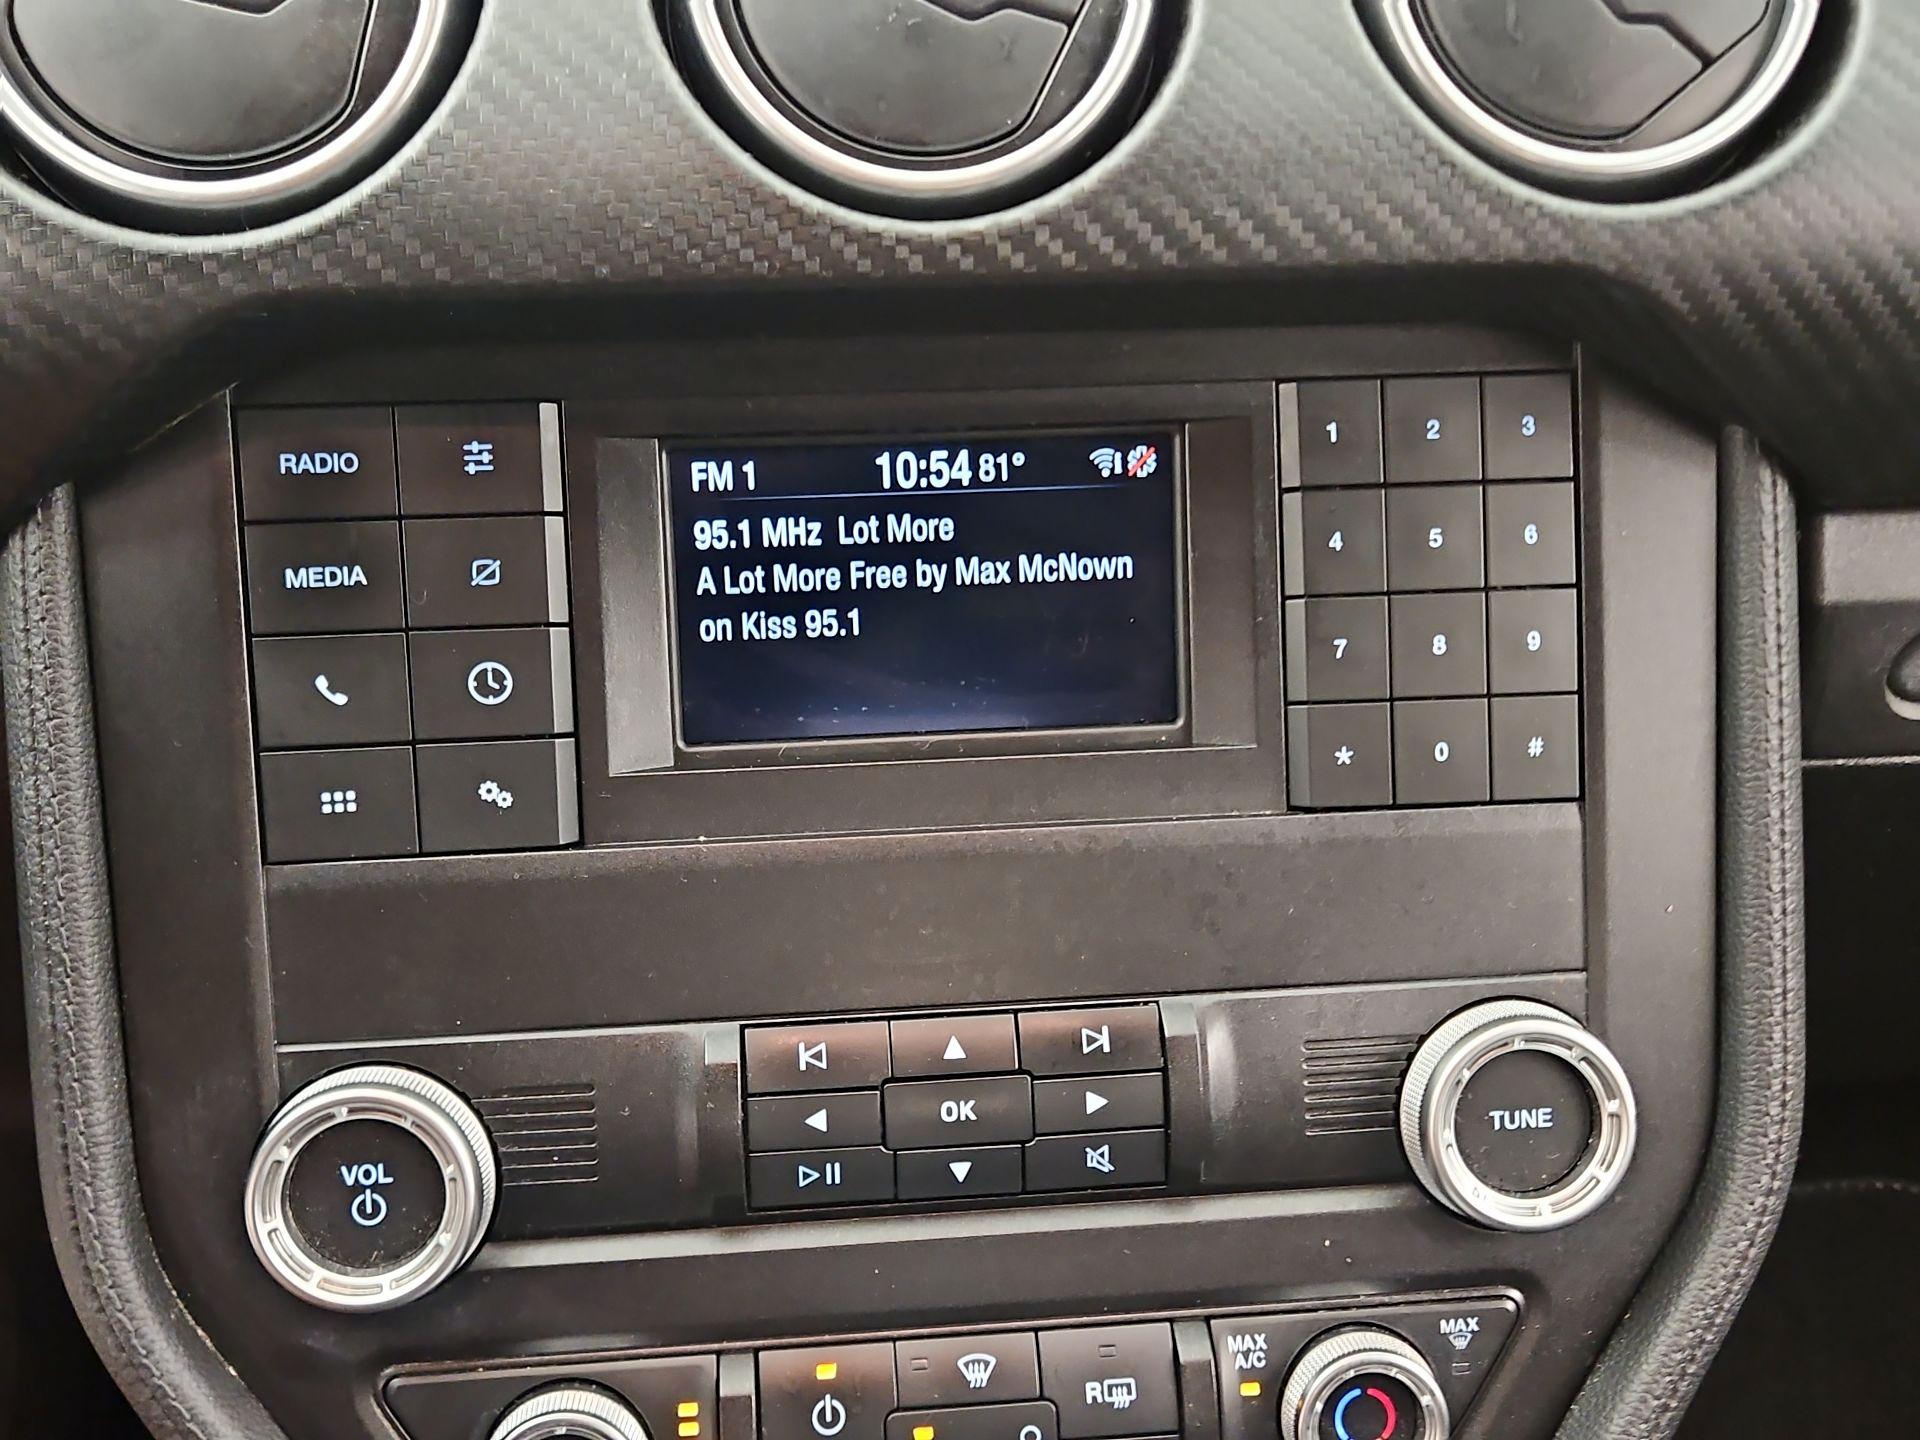 RADIO
MEDIA
FM 1 10:54 81°
95.1 MHz Lot More
A Lot More Free by Max McNown
on Kiss 95.1
1 2 3
4 5 6
7 8 9
* 0 #
VOL
OK
TUNE
R
MAX
A/C
MAX